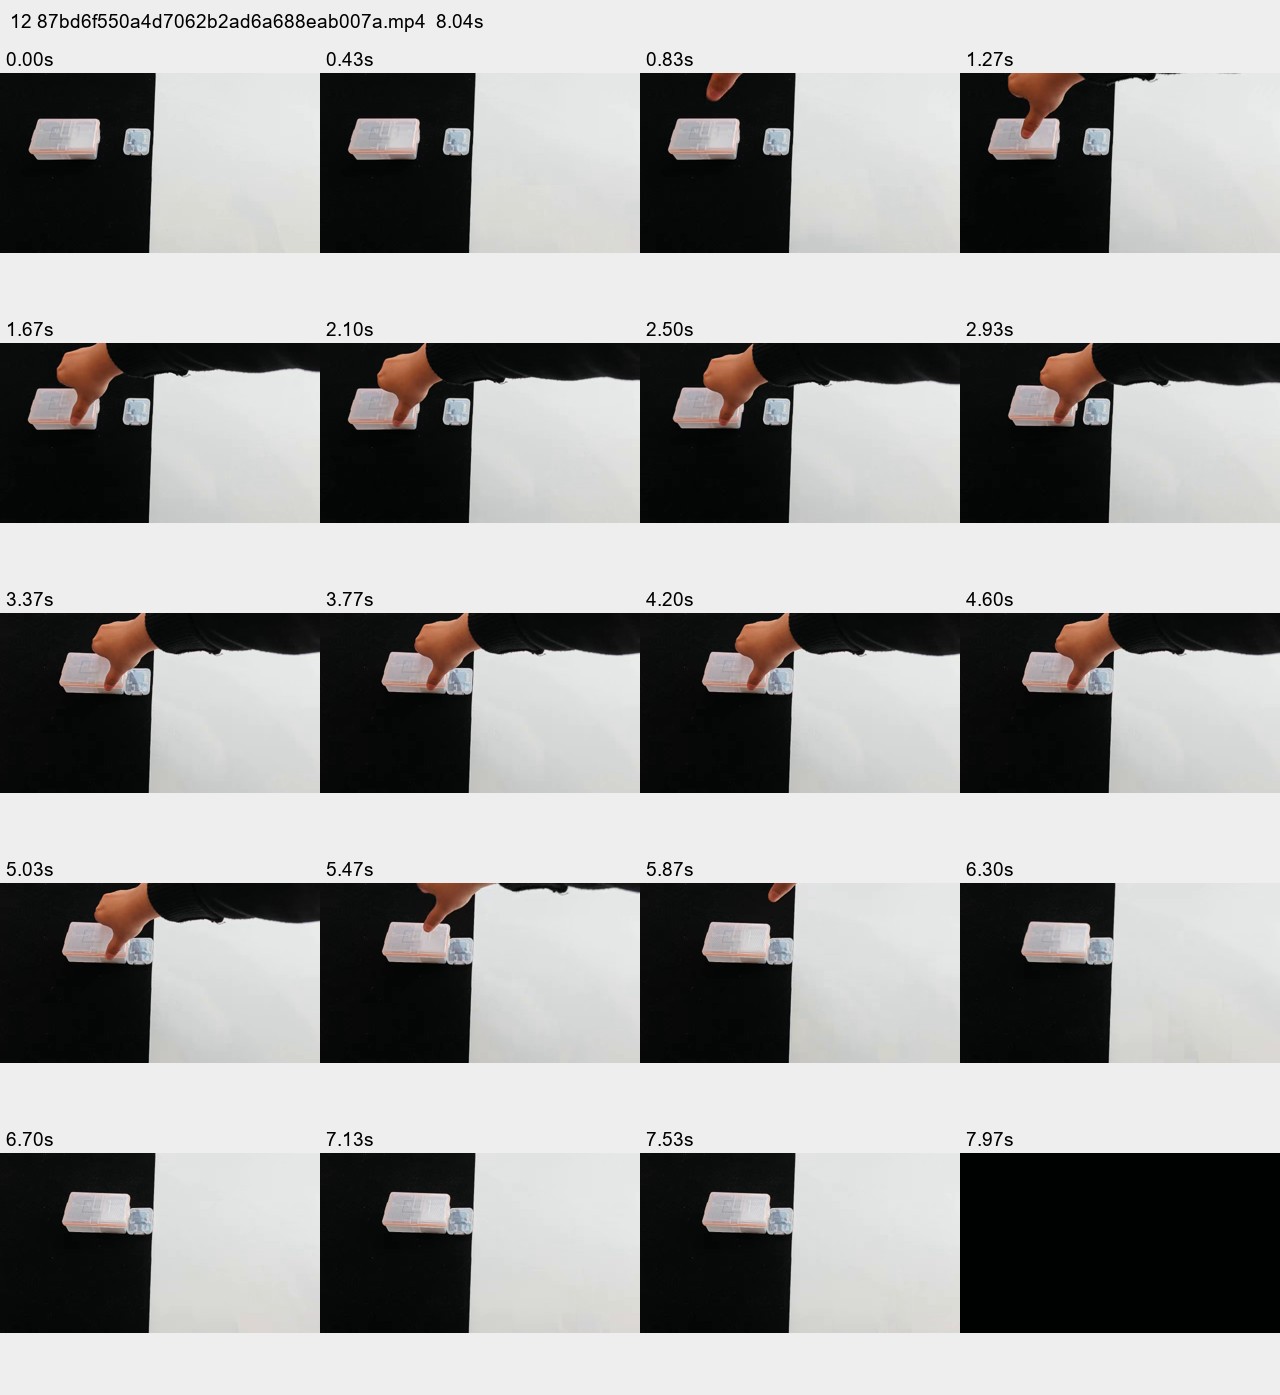 12 87bd6f550a4d7062b2ad6a688eab007a.mp4 8.04s
0.00s 0.43s 0.83s 1.27s
1.67s 2.10s 2.50s 2.93s
3.37s 3.77s 4.20s 4.60s
5.03s 5.47s 5.87s 6.30s
6.70s 7.13s 7.53s 7.97s